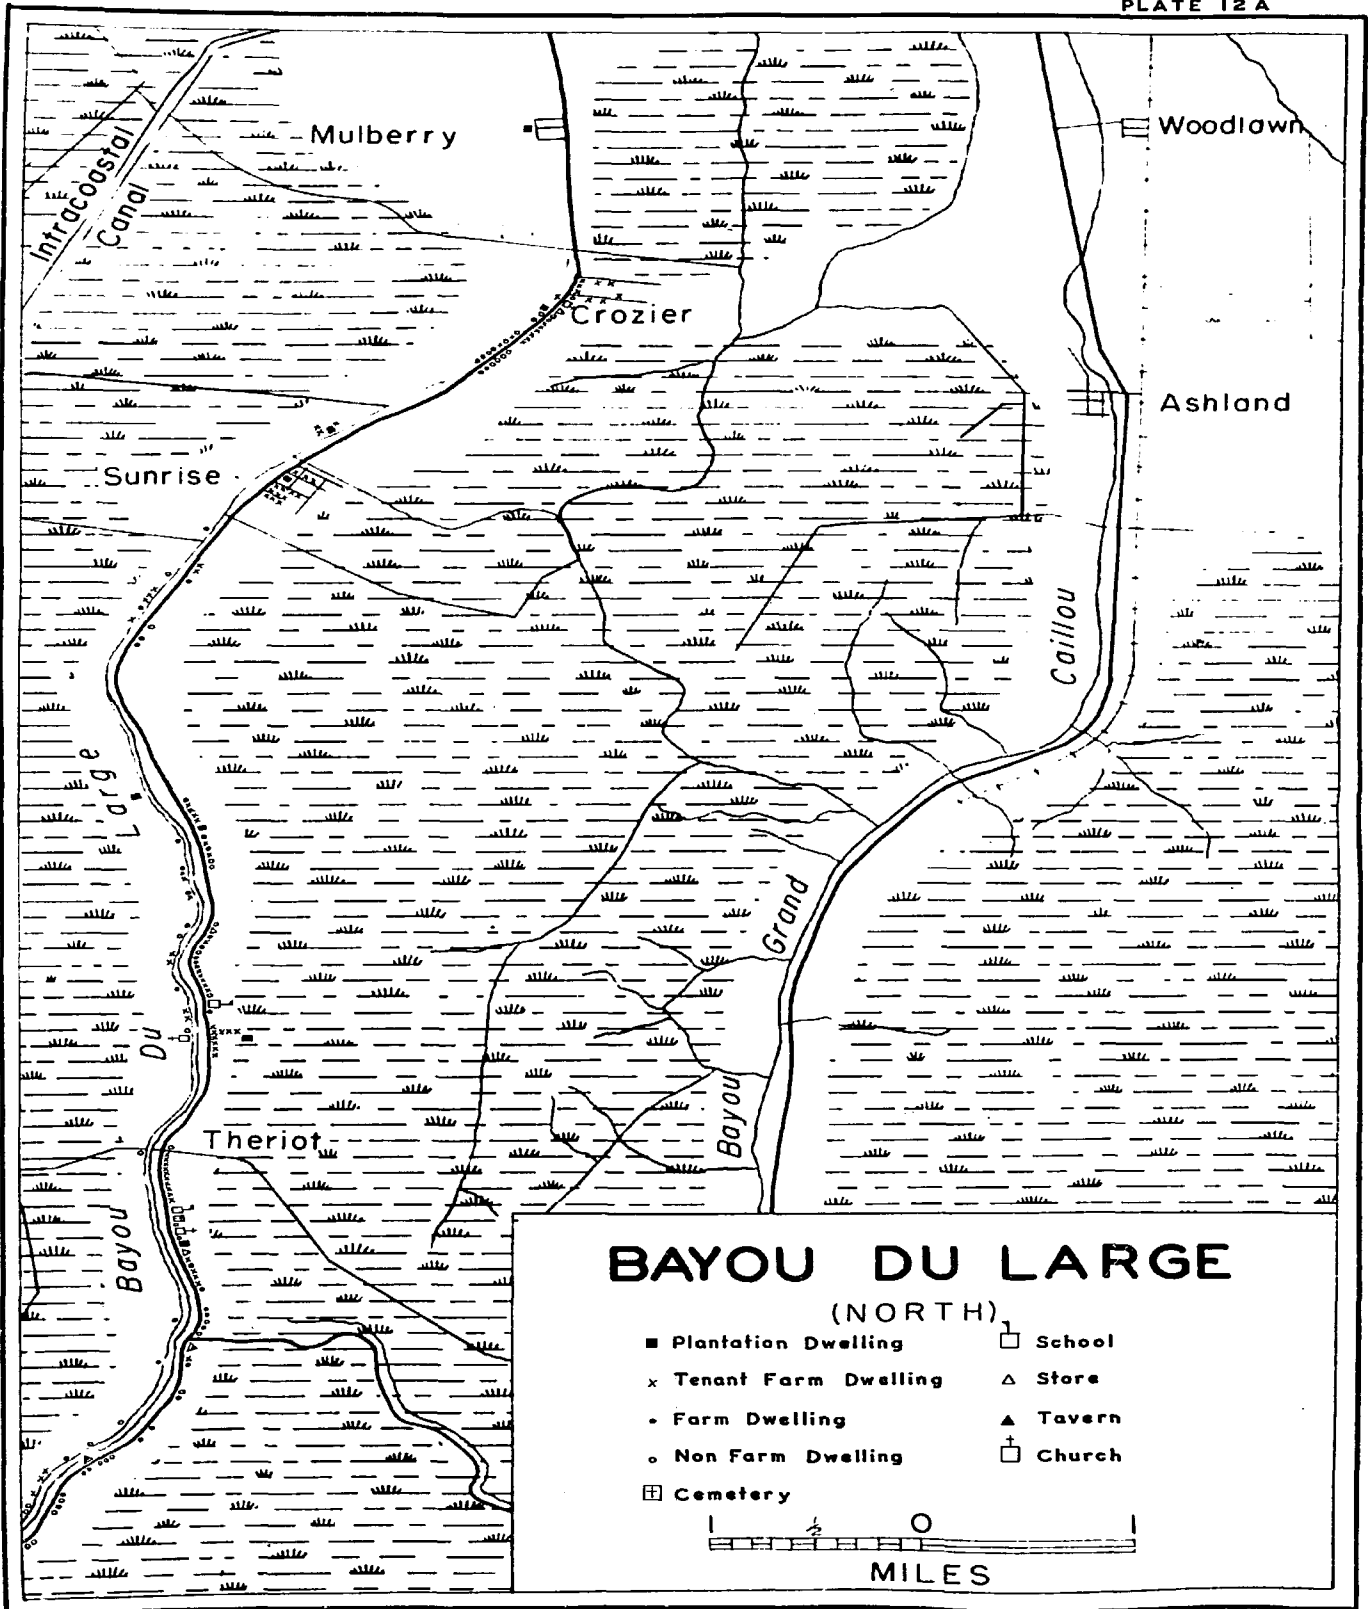 PLATE 12 A
Intracoastal
Canal
Mulberry
Woodlawn
Crozier
Ashland
Sunrise
Caillou
Large
Grand
Du
Bayou
Theriot
Bayou
BAYOU DU LARGE
(NORTH)
Plantation Dwelling
School
x Tenant Farm Dwelling
Store
Farm Dwelling
Tavern
Non Farm Dwelling
Church
Cemetery
1 ½ 0 1
MILES